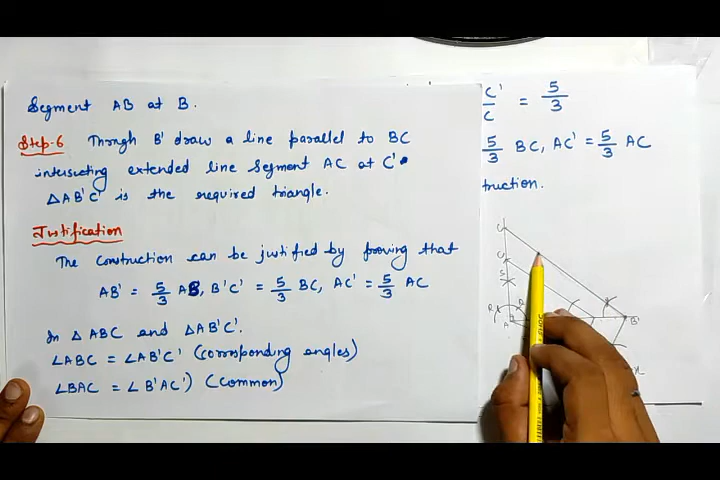 Segment AB at B.
Step-6 Through B' draw a line parallel to BC
intersecting extended line segment AC at C'.
△AB'C' is the required triangle.
Justification
The construction can be justified by proving that
AB' = 5/3 AB, B'C' = 5/3 BC, AC' = 5/3 AC
In △ABC and △AB'C'.
∠ABC = ∠AB'C' (corresponding angles)
∠BAC = ∠B'AC') (common)
C'/C = 5/3
5/3 BC, AC' = 5/3 AC
truction.
C'
S
R
A
B'
x